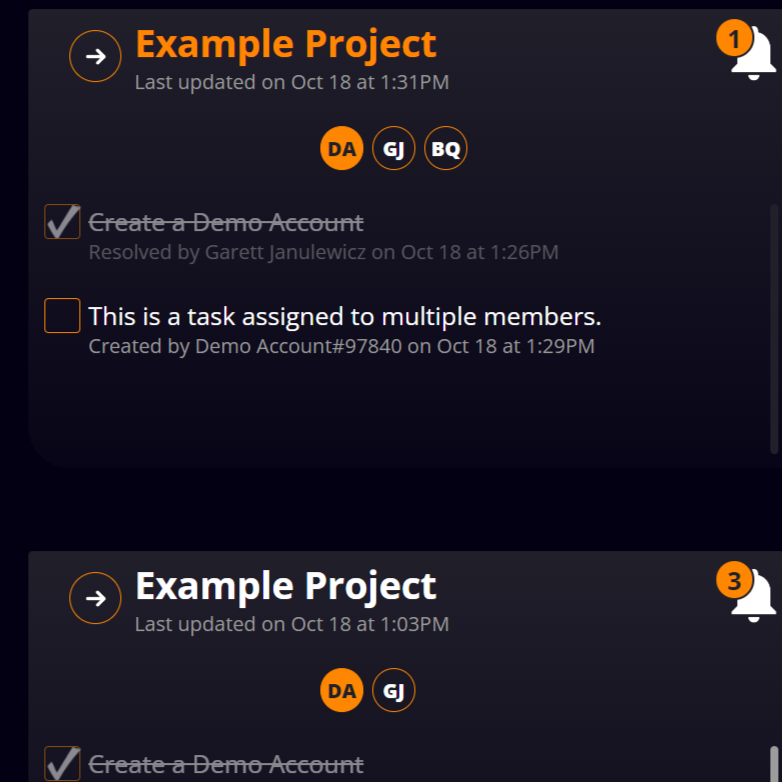 Example Project
1
Last updated on Oct 18 at 1:31PM
DA GJ BQ
Create a Demo Account
Resolved by Garett Janulewicz on Oct 18 at 1:26PM
This is a task assigned to multiple members.
Created by Demo Account#97840 on Oct 18 at 1:29PM
Example Project
3
Last updated on Oct 18 at 1:03PM
DA GJ
Create a Demo Account